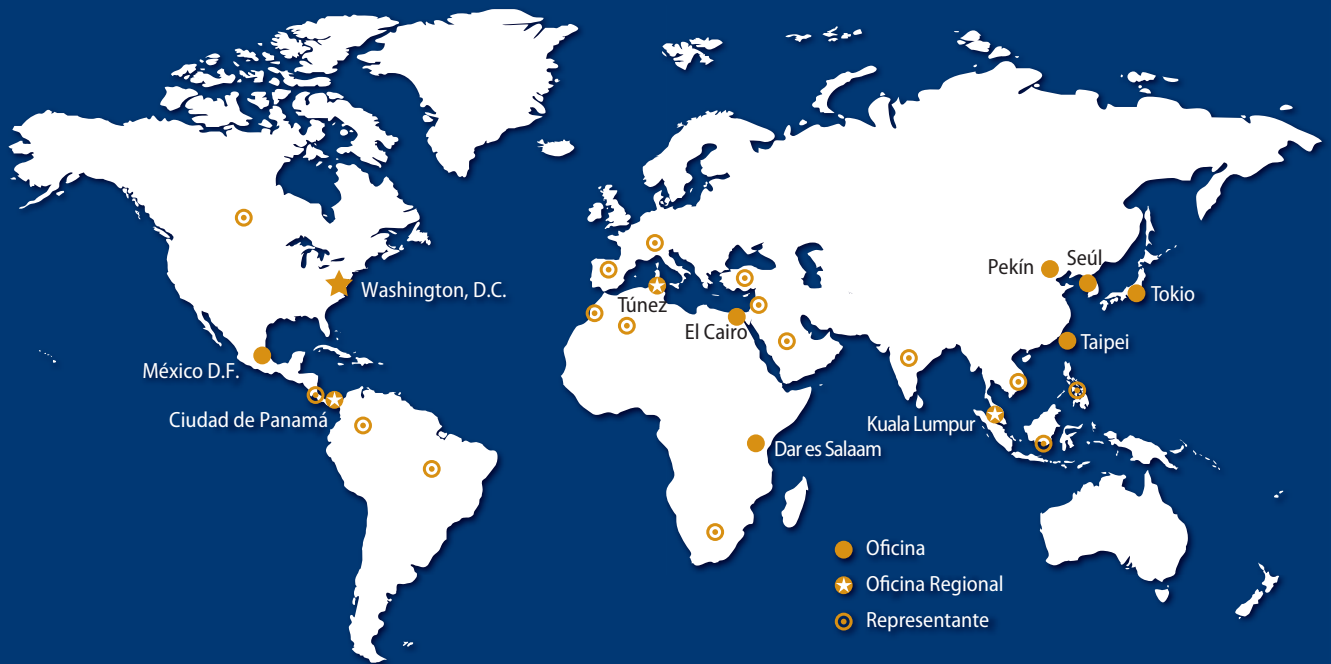 Washington, D.C.
México D.F.
Ciudad de Panamá
Túnez
El Cairo
Dar es Salaam
Pekín
Seúl
Tokio
Taipei
Kuala Lumpur
Oficina
Oficina Regional
Representante